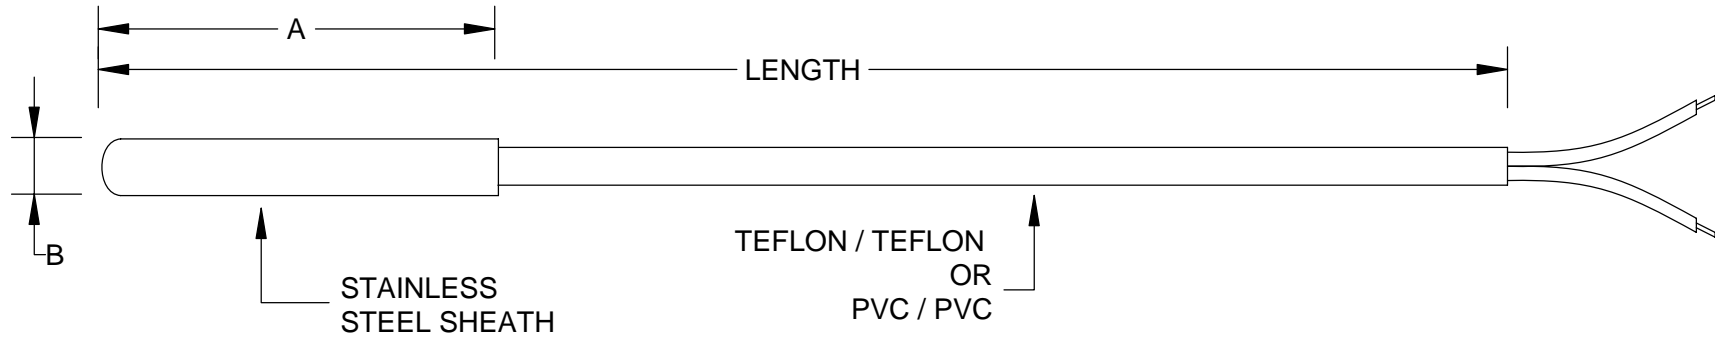 A
LENGTH
B
STAINLESS
STEEL SHEATH
TEFLON / TEFLON
OR
PVC / PVC